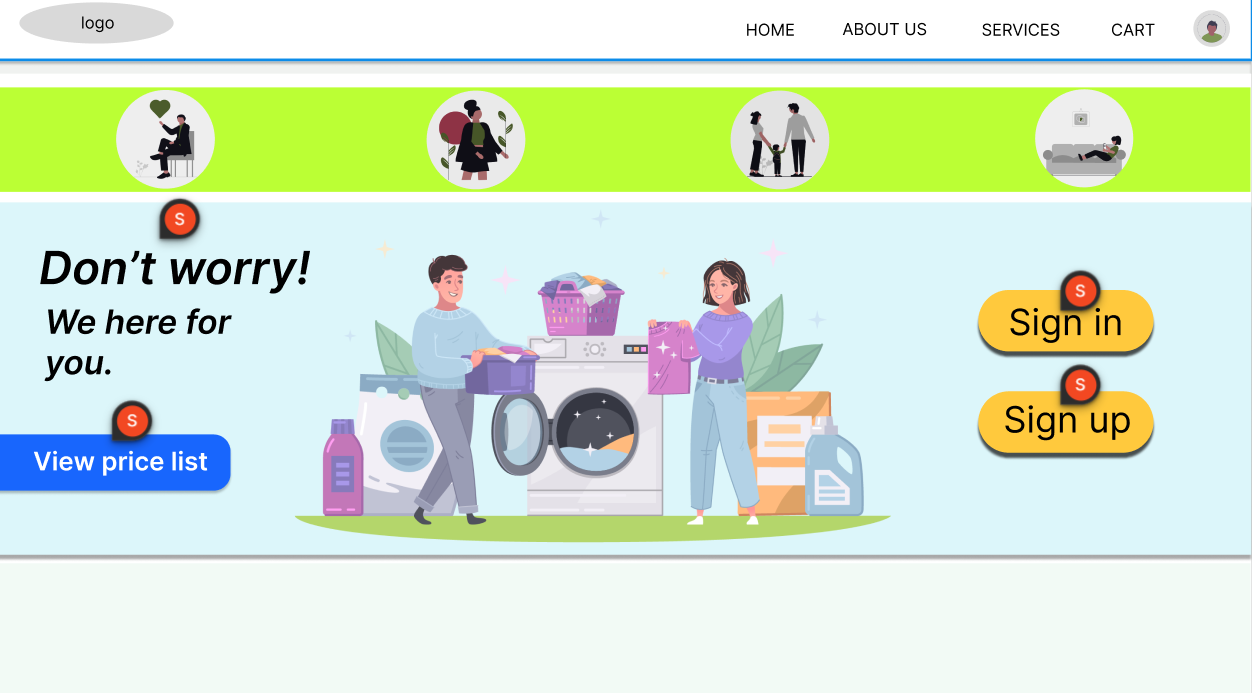 logo
HOME
ABOUT US
SERVICES
CART
S
Don’t worry!
We here for
you.
S
View price list
S
Sign in
S
Sign up